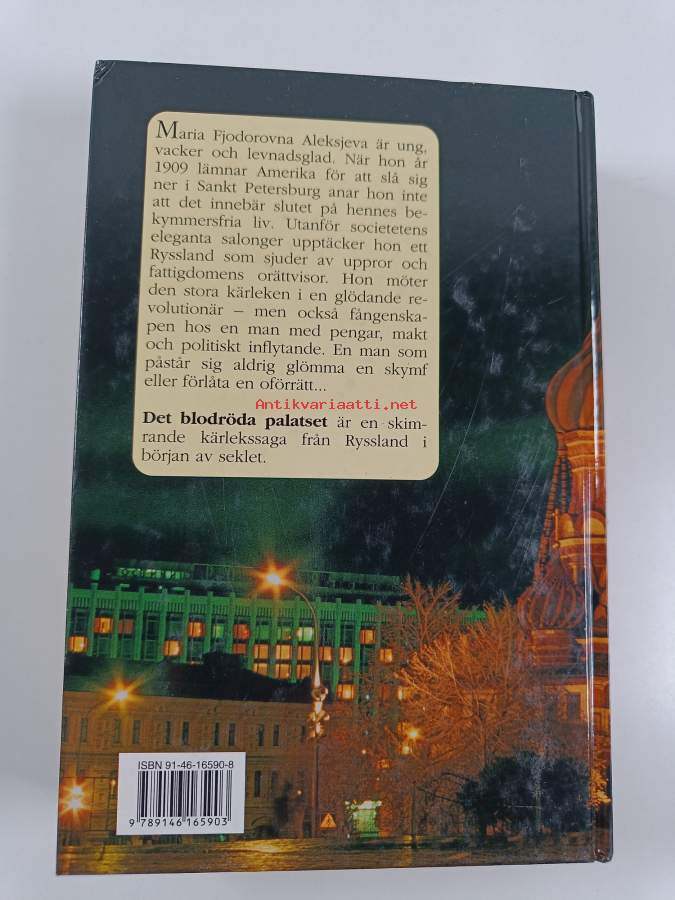 Maria Fjodorovna Aleksjeva är ung,
vacker och levnadsglad. När hon år
1909 lämnar Amerika för att slå sig
ner i Sankt Petersburg anar hon inte
att det innebär slutet på hennes be-
kymmersfria liv. Utanför societetens
eleganta salonger upptäcker hon ett
Ryssland som sjuder av uppror och
fattigdomens orättvisor. Hon möter
den stora kärleken i en glödande re-
volutionär – men också fångenska-
pen hos en man med pengar, makt
och politiskt inflytande. En man som
påstår sig aldrig glömma en skymf
eller förlåta en oförrätt...
Antikvariaatti.net
Det blodröda palatset är en skim-
rande kärlekssaga från Ryssland i
början av seklet.
ISBN 91-46-16590-8
9 789146 165903